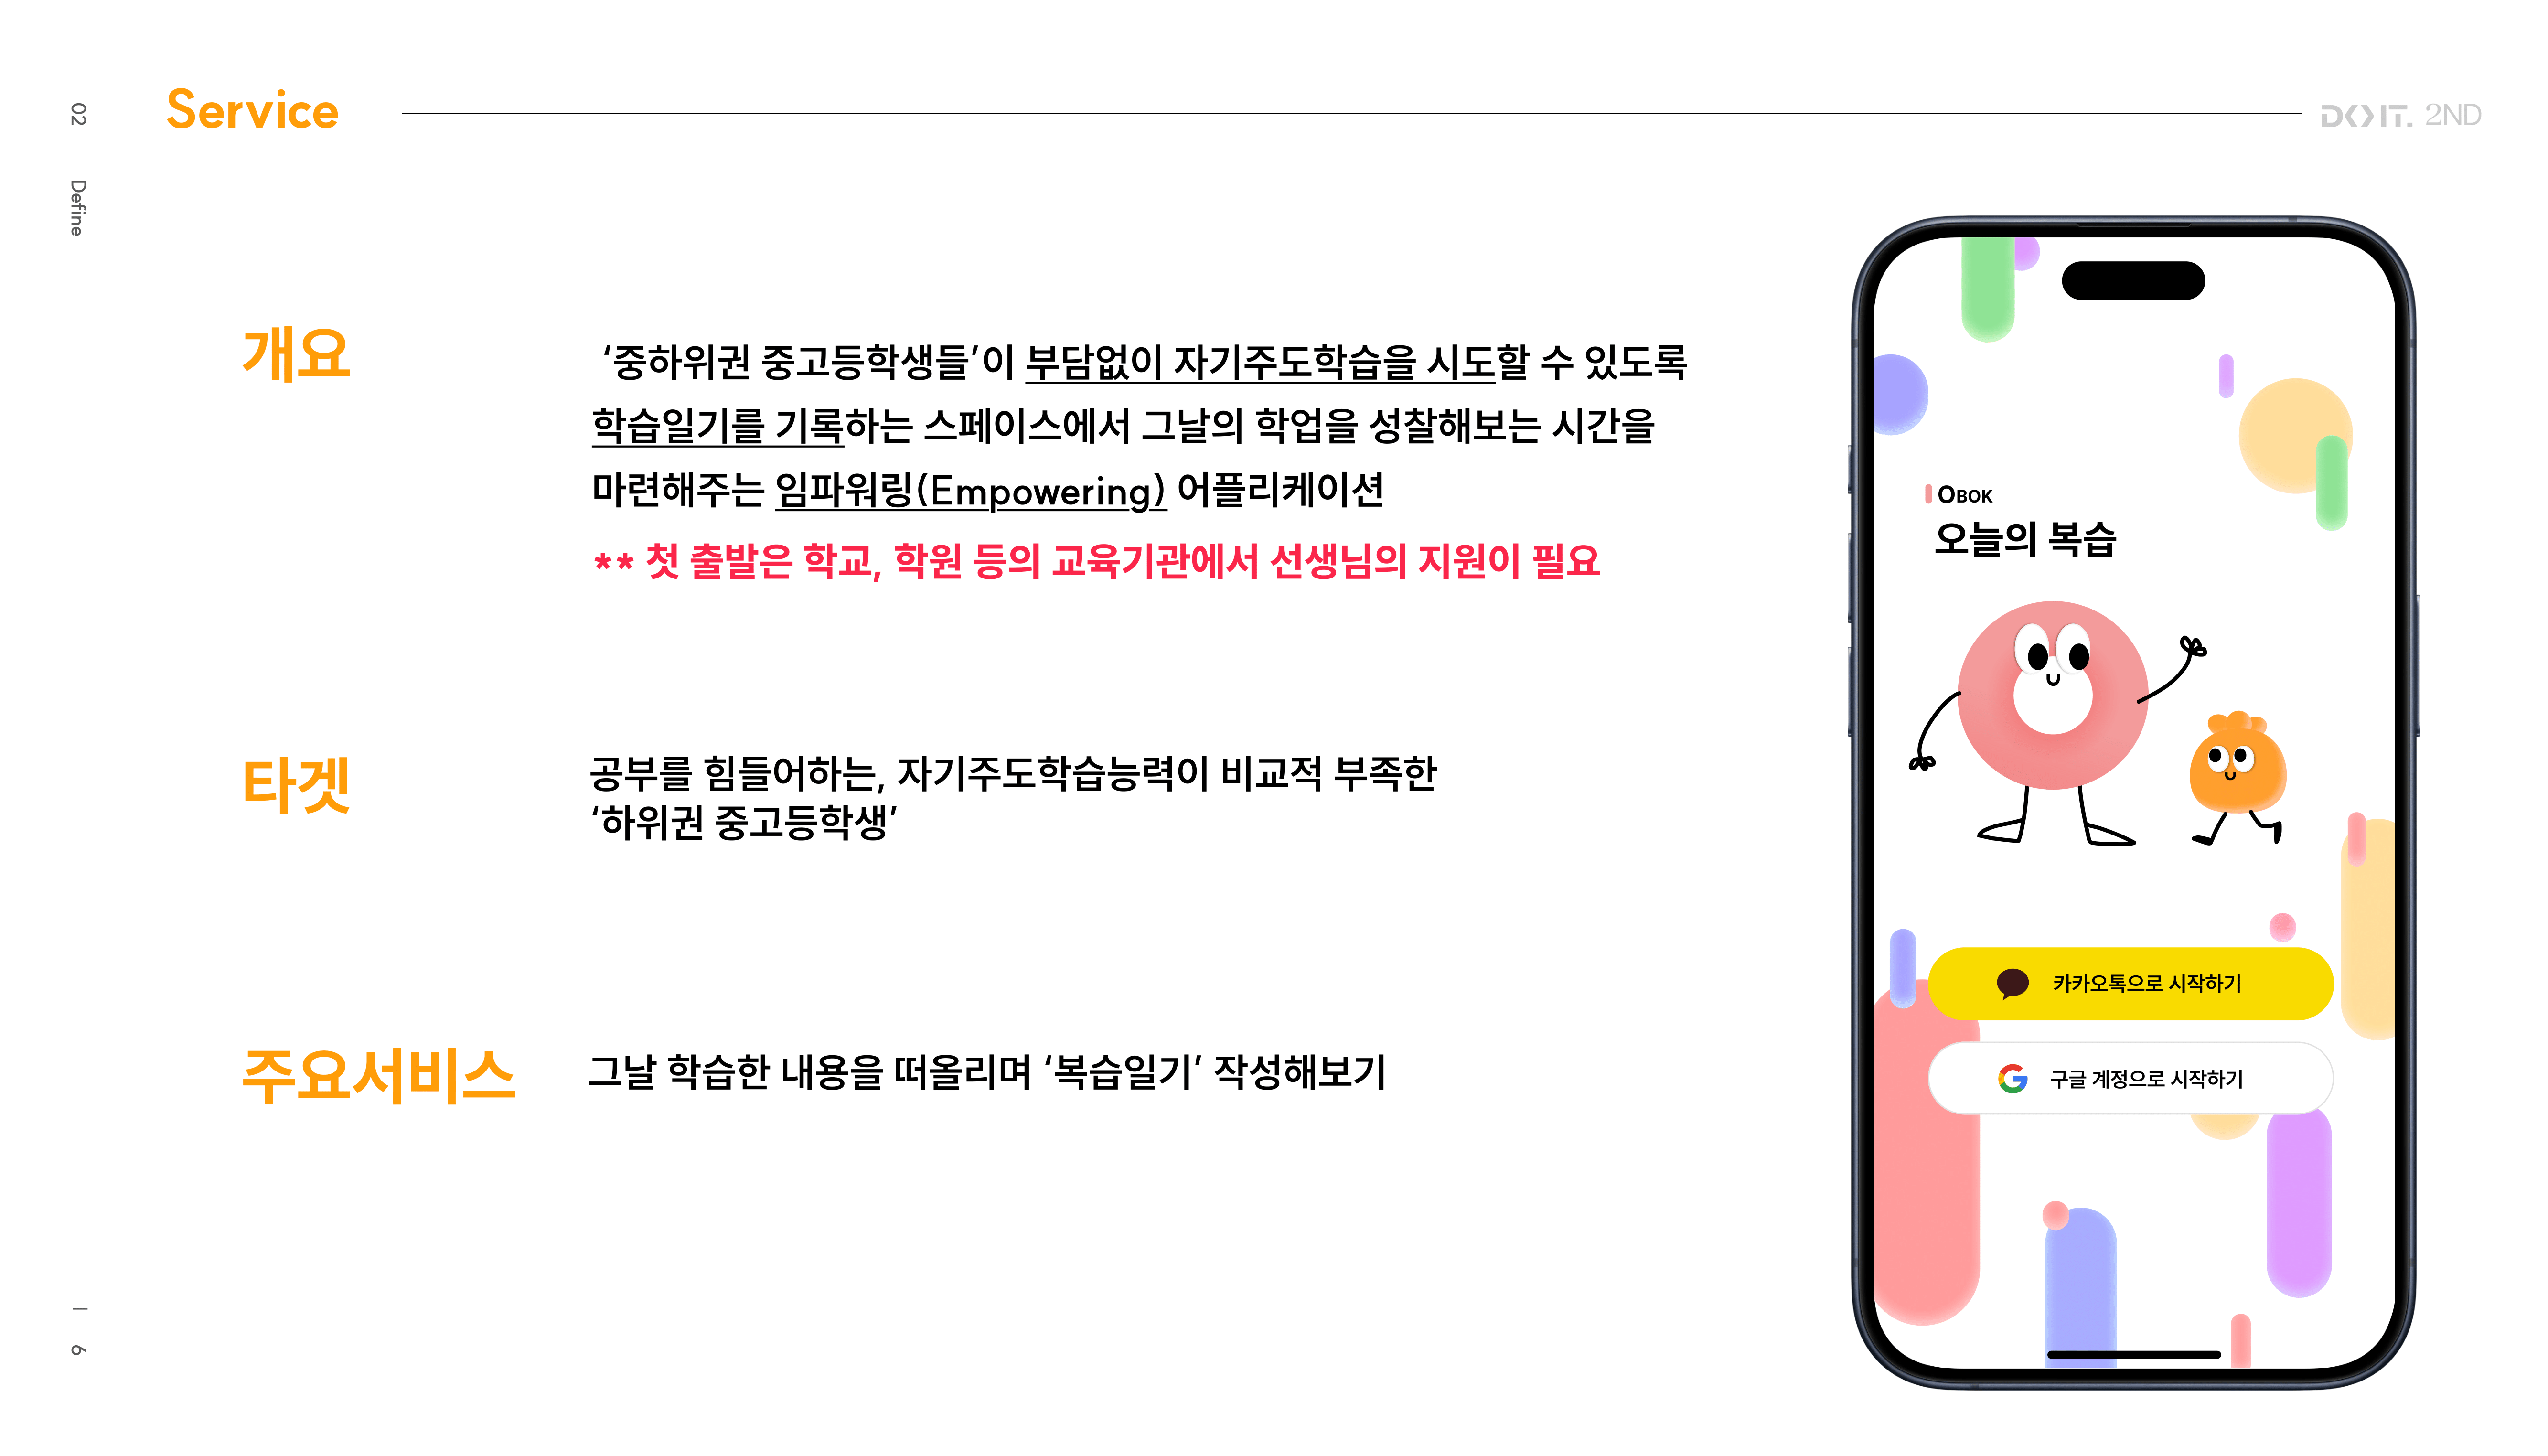 02
Define
Service
DO IT. 2ND
개요
‘중하위권 중고등학생들’이 부담없이 자기주도학습을 시도할 수 있도록
학습일기를 기록하는 스페이스에서 그날의 학업을 성찰해보는 시간을
마련해주는 임파워링(Empowering) 어플리케이션
** 첫 출발은 학교, 학원 등의 교육기관에서 선생님의 지원이 필요
타겟
공부를 힘들어하는, 자기주도학습능력이 비교적 부족한
‘하위권 중고등학생’
주요서비스
그날 학습한 내용을 떠올리며 ‘복습일기’ 작성해보기
OBOK
오늘의 복습
카카오톡으로 시작하기
구글 계정으로 시작하기
6